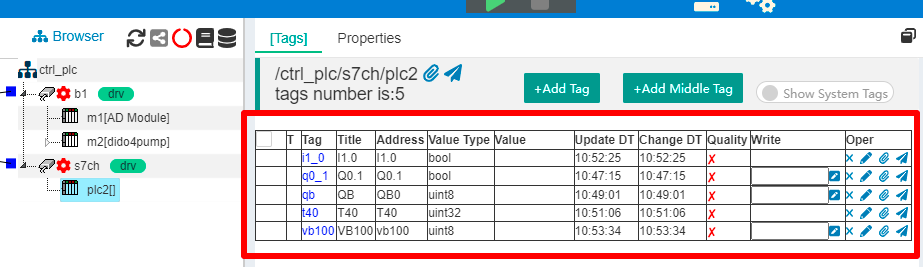 Browser
ctrl_plc
b1 drv
m1[AD Module]
m2[dido4pump]
s7ch drv
plc2[]
[Tags] Properties
/ctrl_plc/s7ch/plc2
tags number is:5
+Add Tag +Add Middle Tag Show System Tags
T Tag Title Address Value Type Value Update DT Change DT Quality Write Oper
i1_0 I1.0 I1.0 bool 10:52:25 10:52:25 ✗
q0_1 Q0.1 Q0.1 bool 10:47:15 10:47:15 ✗
qb QB QB0 uint8 10:49:01 10:49:01 ✗
t40 T40 T40 uint32 10:51:06 10:51:06 ✗
vb100 VB100 vb100 uint8 10:53:34 10:53:34 ✗